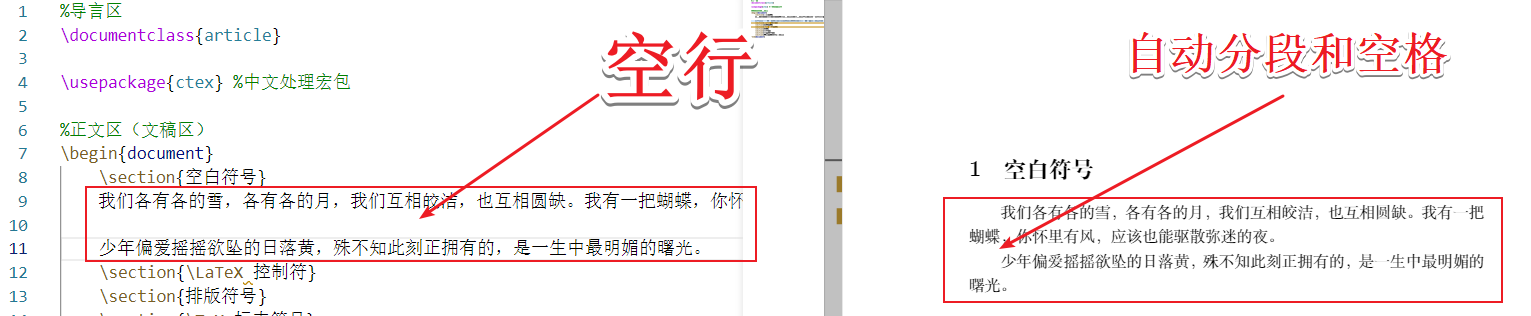 1 %导言区
2 \documentclass{article}
3
4 \usepackage{ctex} %中文处理宏包
5
6 %正文区（文稿区）
7 \begin{document}
8 \section{空白符号}
9 我们各有各的雪，各有各的月，我们互相皎洁，也互相圆缺。我有一把蝴蝶，你怀
10
11 少年偏爱摇摇欲坠的日落黄，殊不知此刻正拥有的，是一生中最明媚的曙光。
12 \section{\LaTeX 控制符}
13 \section{排版符号}
空行
自动分段和空格
1 空白符号
我们各有各的雪，各有各的月，我们互相皎洁，也互相圆缺。我有一把
蝴蝶，你怀里有风，应该也能驱散弥迷的夜。
少年偏爱摇摇欲坠的日落黄，殊不知此刻正拥有的，是一生中最明媚的
曙光。